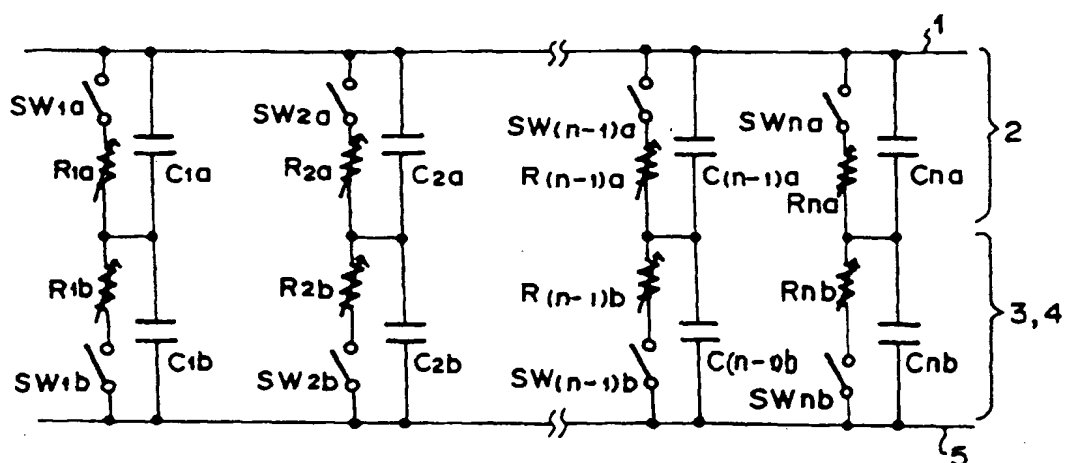 1
SW1a
SW2a
SW(n-1)a
SWna
2
R1a
C1a
R2a
C2a
R(n-1)a
C(n-1)a
Rna
Cna
R1b
R2b
R(n-1)b
Rnb
3,4
C1b
C2b
C(n-1)b
Cnb
SW1b
SW2b
SW(n-1)b
SWnb
5